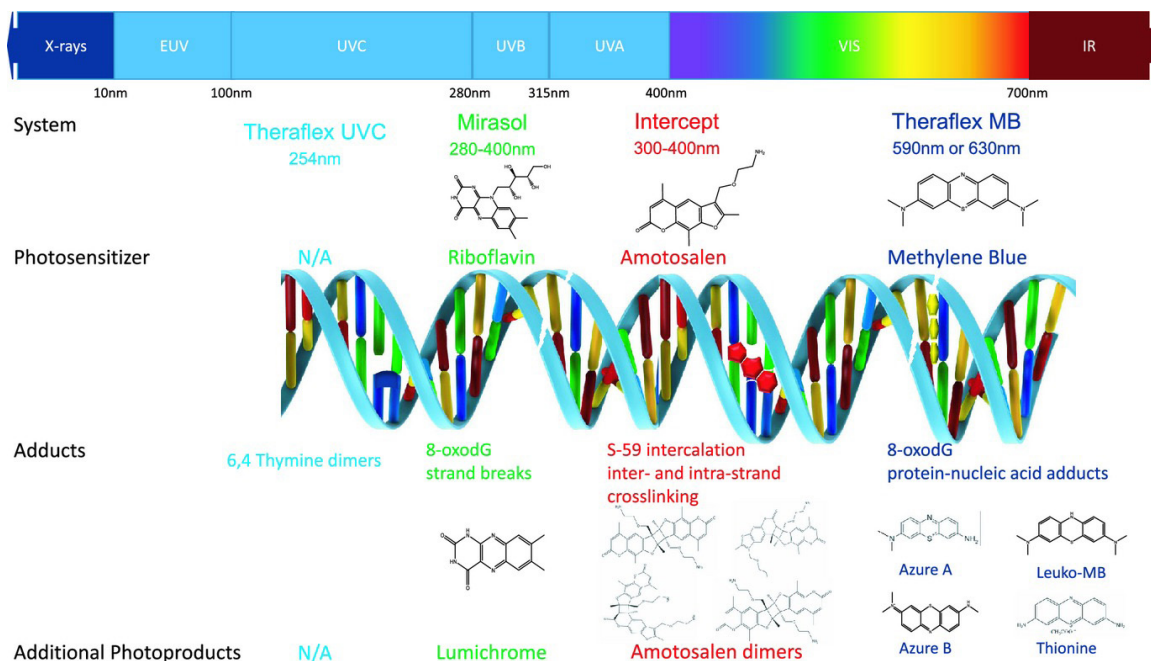 X-rays EUV UVC UVB UVA VIS IR
10nm 100nm 280nm 315nm 400nm 700nm
System
Theraflex UVC
254nm
Mirasol
280-400nm
Intercept
300-400nm
Theraflex MB
590nm or 630nm
Photosensitizer
N/A
Riboflavin
Amotosalen
Methylene Blue
Adducts
6,4 Thymine dimers
8-oxodG
strand breaks
S-59 intercalation
inter- and intra-strand
crosslinking
8-oxodG
protein-nucleic acid adducts
Azure A
Leuko-MB
Azure B
Thionine
Additional Photoproducts
N/A
Lumichrome
Amotosalen dimers